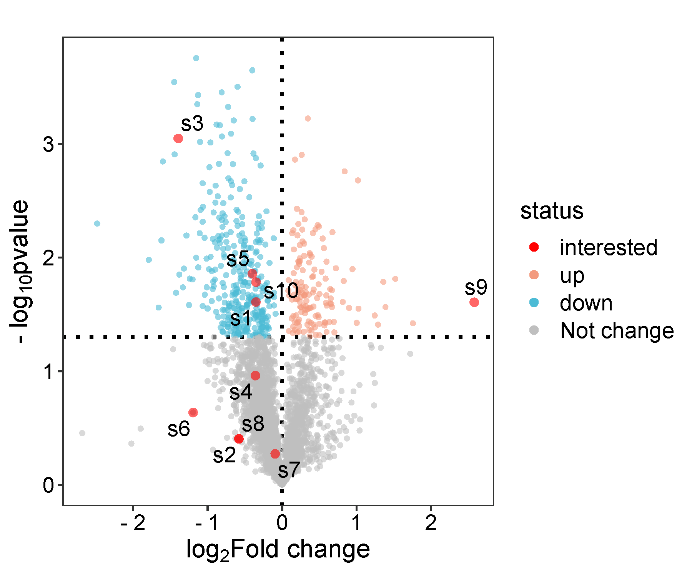 s3
s5
s10
s9
s1
s4
s8
s6
s2
s7
3
2
1
0
- 2
- 1
0
1
2
- log10pvalue
log2Fold change
status
interested
up
down
Not change